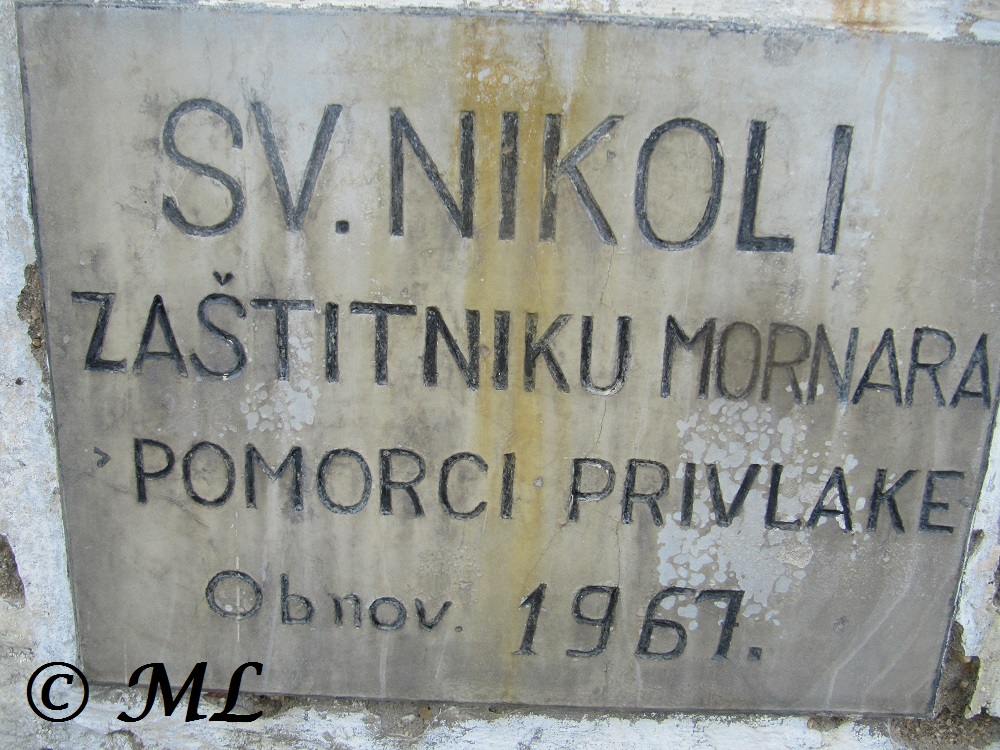 SV. NIKOLI
ZAŠTITNIKU MORNARA
POMORCI PRIVLAKE
Obnov. 1967.
© ML